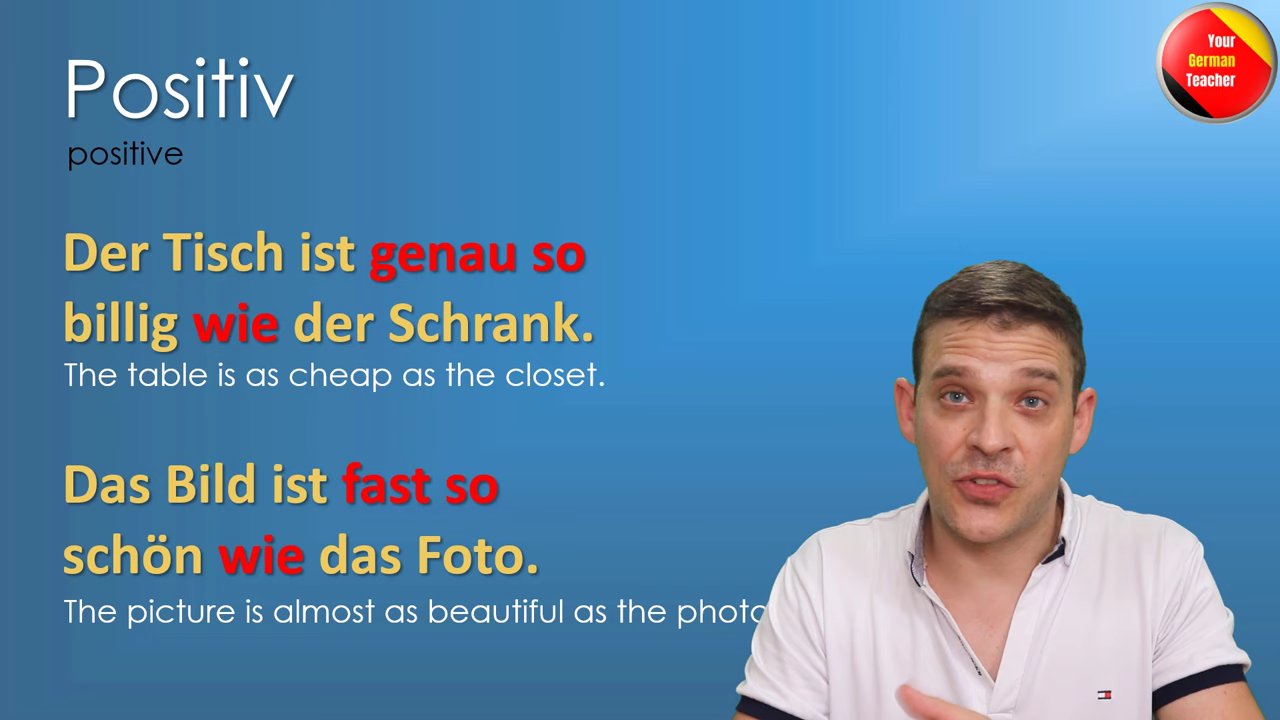 Positiv
positive
Your
German
Teacher
Der Tisch ist genau so
billig wie der Schrank.
The table is as cheap as the closet.
Das Bild ist fast so
schön wie das Foto.
The picture is almost as beautiful as the photo